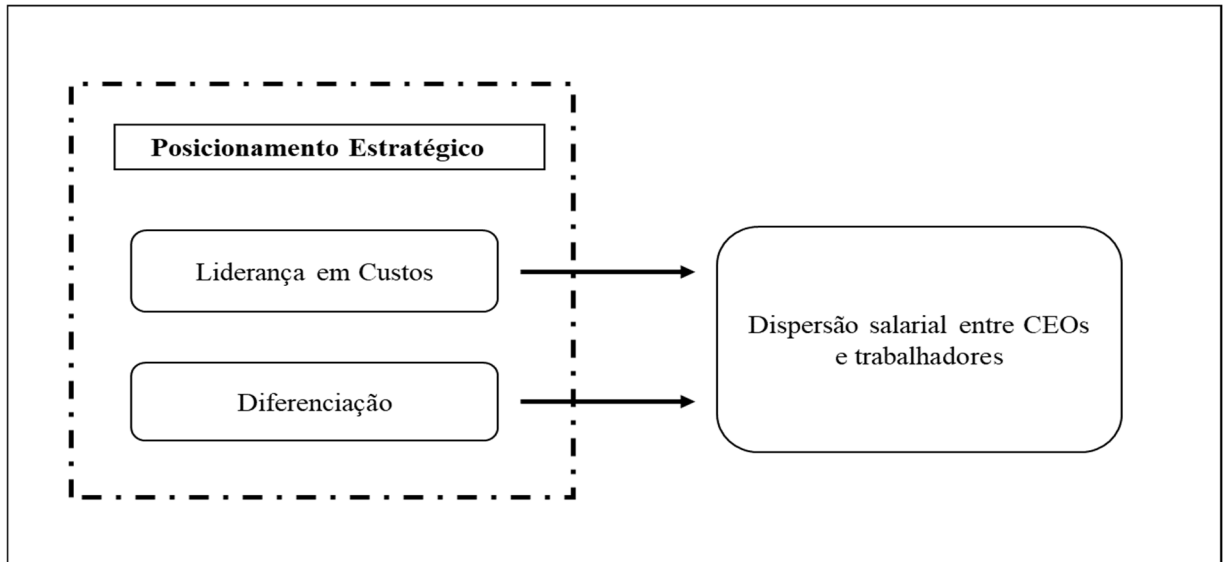 Posicionamento Estratégico
Liderança em Custos
Diferenciação
Dispersão salarial entre CEOs
e trabalhadores